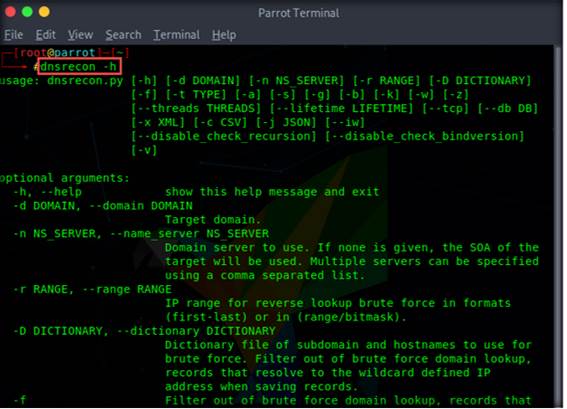 Parrot Terminal
File Edit View Search Terminal Help
[root@parrot]-[~]
#dnsrecon -h
usage: dnsrecon.py [-h] [-d DOMAIN] [-n NS_SERVER] [-r RANGE] [-D DICTIONARY]
[-f] [-t TYPE] [-a] [-s] [-g] [-b] [-k] [-w] [-z]
[--threads THREADS] [--lifetime LIFETIME] [--tcp] [--db DB]
[-x XML] [-c CSV] [-j JSON] [--iw]
[--disable_check_recursion] [--disable_check_bindversion]
[-v]
optional arguments:
-h, --help show this help message and exit
-d DOMAIN, --domain DOMAIN
Target domain.
-n NS_SERVER, --name_server NS_SERVER
Domain server to use. If none is given, the SOA of the
target will be used. Multiple servers can be specified
using a comma separated list.
-r RANGE, --range RANGE
IP range for reverse lookup brute force in formats
(first-last) or in (range/bitmask).
-D DICTIONARY, --dictionary DICTIONARY
Dictionary file of subdomain and hostnames to use for
brute force. Filter out of brute force domain lookup,
records that resolve to the wildcard defined IP
address when saving records.
-f Filter out of brute force domain lookup, records that